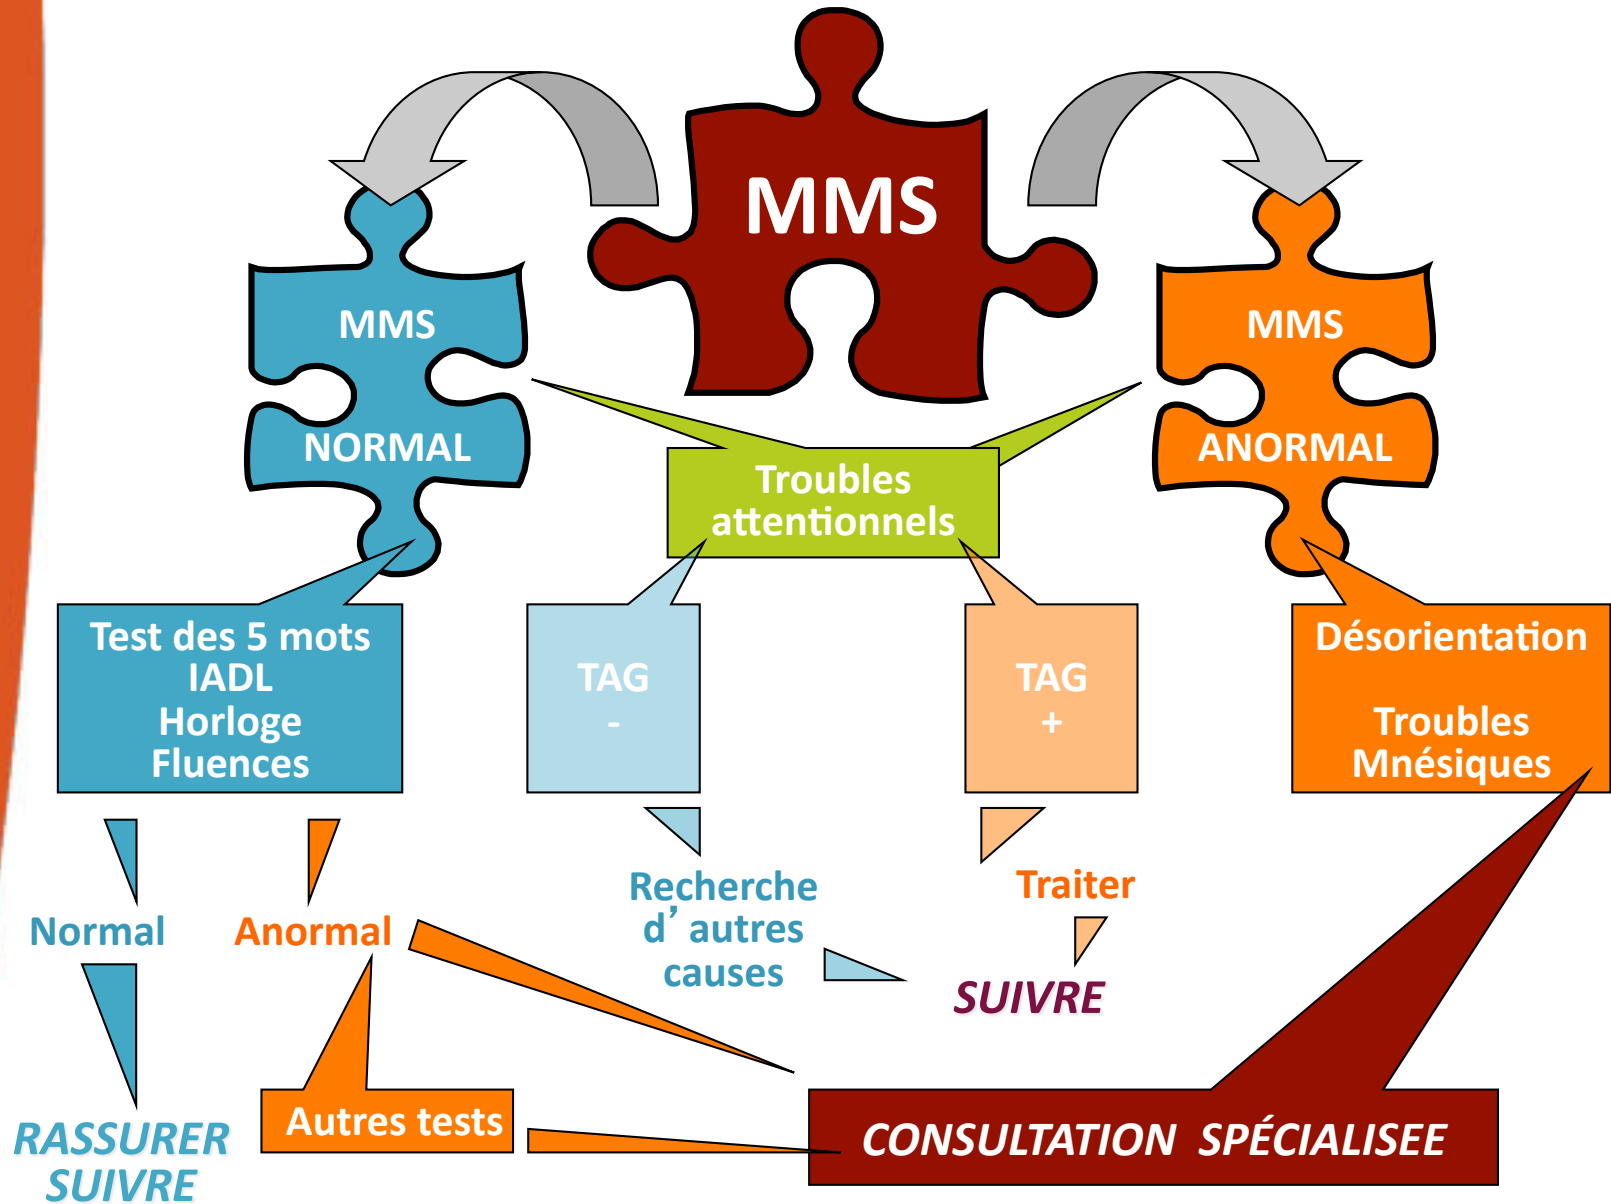 MMS
MMS
NORMAL
MMS
ANORMAL
Troubles
attentionnels
Test des 5 mots
IADL
Horloge
Fluences
TAG
-
TAG
+
Désorientation
Troubles
Mnésiques
Normal
Anormal
Recherche
d’ autres
causes
Traiter
SUIVRE
RASSURER
SUIVRE
Autres tests
CONSULTATION SPÉCIALISEE